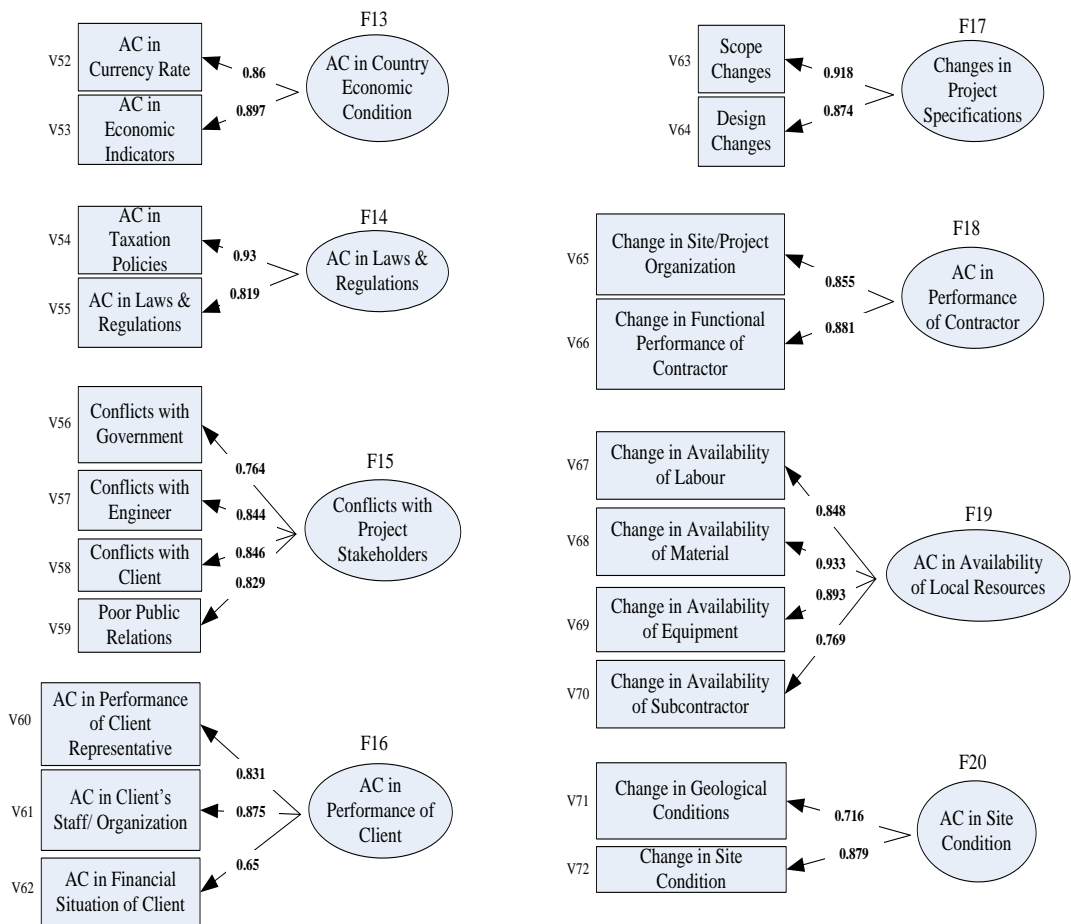 F13
V52
AC in
Currency Rate
0.86
AC in Country
Economic
Condition
V53
AC in
Economic
Indicators
0.897
F14
V54
AC in
Taxation
Policies
0.93
AC in Laws &
Regulations
V55
AC in Laws &
Regulations
0.819
V56
Conflicts with
Government
0.764
F15
V57
Conflicts with
Engineer
0.844
Conflicts with
Project
Stakeholders
V58
Conflicts with
Client
0.846
V59
Poor Public
Relations
0.829
V60
AC in Performance
of Client
Representative
0.831
F16
V61
AC in Client's
Staff/ Organization
0.875
AC in
Performance of
Client
V62
AC in Financial
Situation of Client
0.65
F17
V63
Scope
Changes
0.918
Changes in
Project
Specifications
V64
Design
Changes
0.874
F18
V65
Change in Site/Project
Organization
0.855
AC in
Performance
of Contractor
V66
Change in Functional
Performance of
Contractor
0.881
V67
Change in Availability
of Labour
0.848
F19
V68
Change in Availability
of Material
0.933
AC in Availability
of Local Resources
V69
Change in Availability
of Equipment
0.893
V70
Change in Availability
of Subcontractor
0.769
F20
V71
Change in Geological
Conditions
0.716
AC in Site
Condition
V72
Change in Site
Condition
0.879